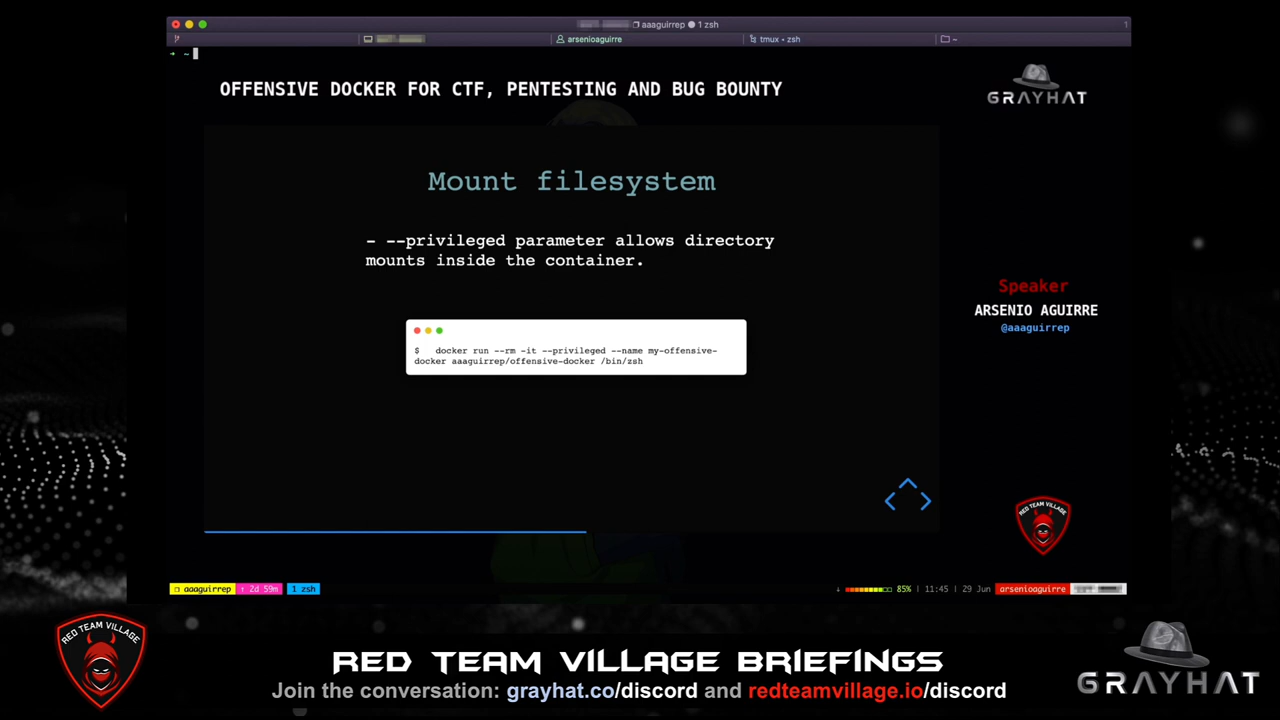 aaaguirrep ● 1 zsh
1
arsenioaguirre
tmux • zsh
~
➜ ~
OFFENSIVE DOCKER FOR CTF, PENTESTING AND BUG BOUNTY
GRAYHAT
Mount filesystem
- --privileged parameter allows directory
mounts inside the container.
$ docker run --rm -it --privileged --name my-offensive-
docker aaaguirrep/offensive-docker /bin/zsh
Speaker
ARSENIO AGUIRRE
@aaaguirrep
RED TEAM VILLAGE
aaaguirrep ↑ 2d 59m 1 zsh
↓ 85% | 11:45 | 29 Jun arsenioaguirre
RED TEAM VILLAGE
RED TEAM VILLAGE BRIEFINGS
Join the conversation: grayhat.co/discord and redteamvillage.io/discord
GRAYHAT